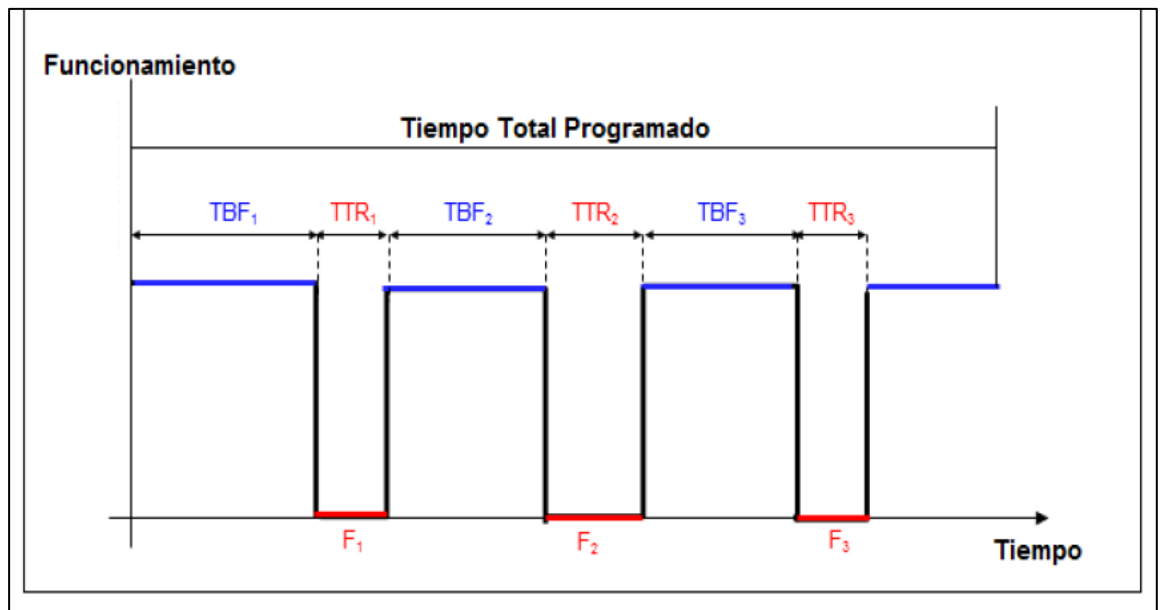 Funcionamiento
Tiempo Total Programado
TBF₁ TTR₁ TBF₂ TTR₂ TBF₃ TTR₃
F₁ F₂ F₃
Tiempo